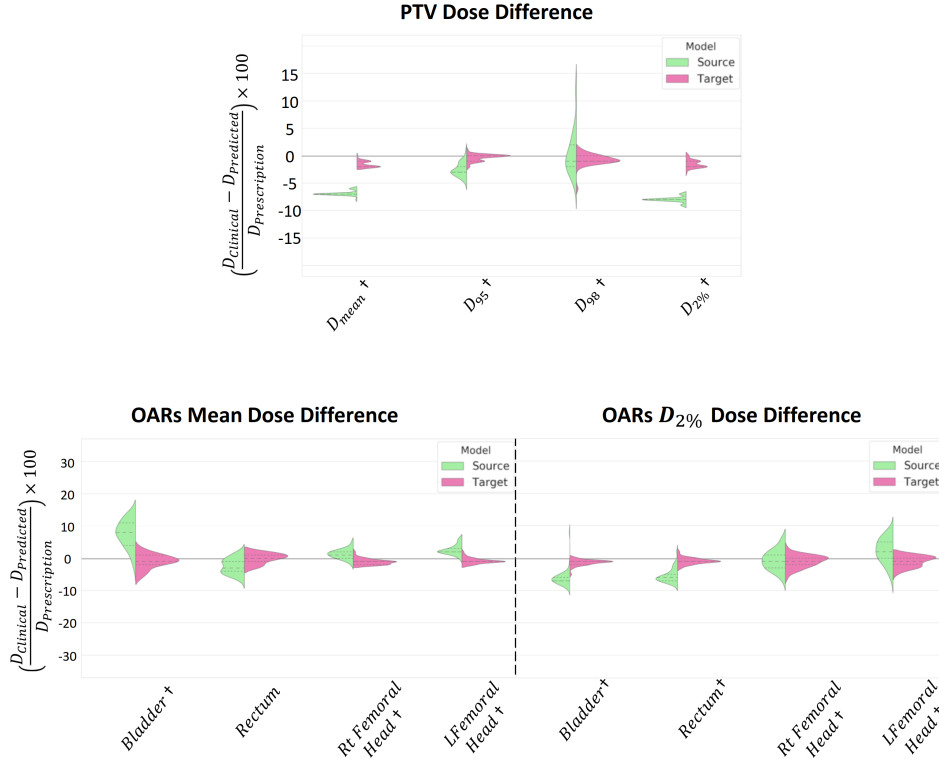 PTV Dose Difference
(D_Clinical − D_Predicted / D_Prescription) × 100
15
10
5
0
-5
-10
-15
Model
Source
Target
D_mean †
D_95 †
D_98 †
D_2% †
OARs Mean Dose Difference
OARs D_2% Dose Difference
(D_Clinical − D_Predicted / D_Prescription) × 100
30
20
10
0
-10
-20
-30
Model
Source
Target
Model
Source
Target
Bladder †
Rectum
Rt Femoral
Head †
LFemoral
Head †
Bladder†
Rectum†
Rt Femoral
Head †
LFemoral
Head †